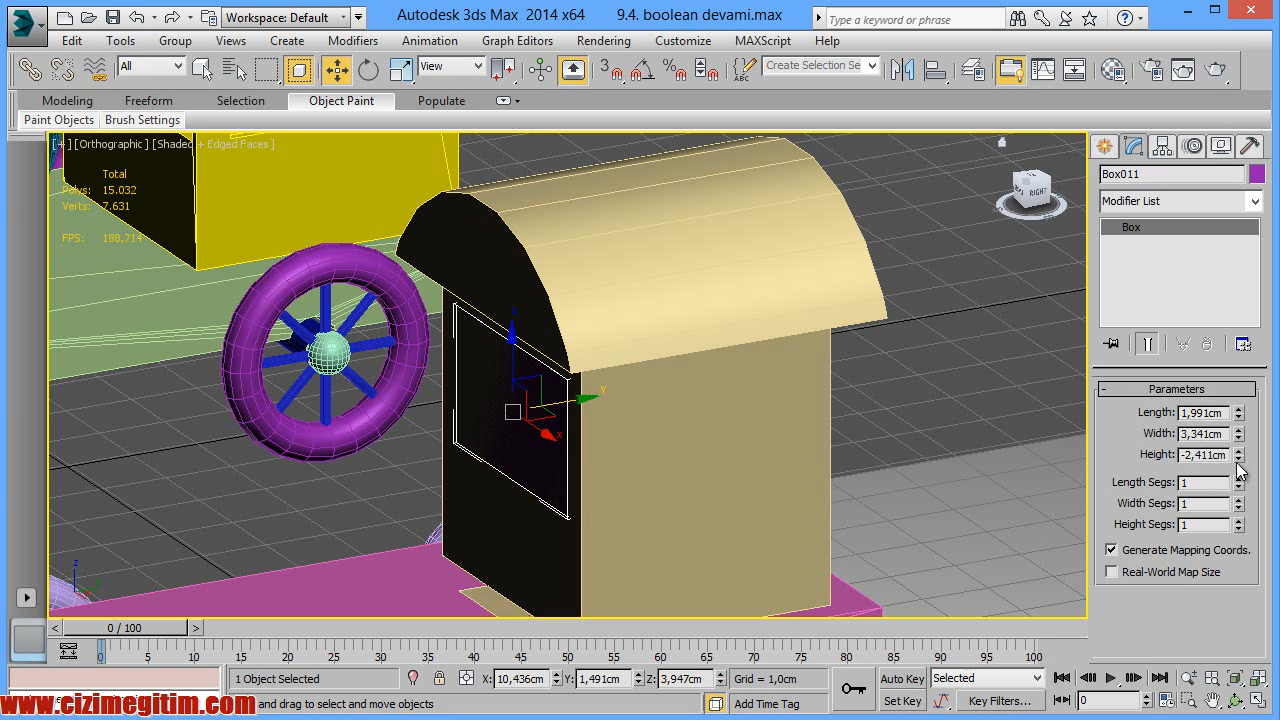 Workspace: Default
Autodesk 3ds Max 2014 x64
9.4. boolean devami.max
Type a keyword or phrase
Edit Tools Group Views Create Modifiers Animation Graph Editors Rendering Customize MAXScript Help
All
View
3
ABC
Create Selection Se
Modeling Freeform Selection Object Paint Populate
Paint Objects Brush Settings
[+] [Orthographic] [Shaded + Edged Faces]
Total
Polys: 15.032
Verts: 7.631
FPS: 188,714
RIGHT
z
y
x
z
Box011
Modifier List
Box
Parameters
Length: 1,991cm
Width: 3,341cm
Height: -2,411cm
Length Segs: 1
Width Segs: 1
Height Segs: 1
Generate Mapping Coords.
Real-World Map Size
0 / 100
0 5 10 15 20 25 30 35 40 45 50 55 60 65 70 75 80 85 90 95 100
1 Object Selected
X: 10,436cm Y: 1,491cm Z: 3,947cm
Grid = 1,0cm
Auto Key
Selected
www.cizimegitim.com
and drag to select and move objects
Add Time Tag
Set Key
Key Filters...
0